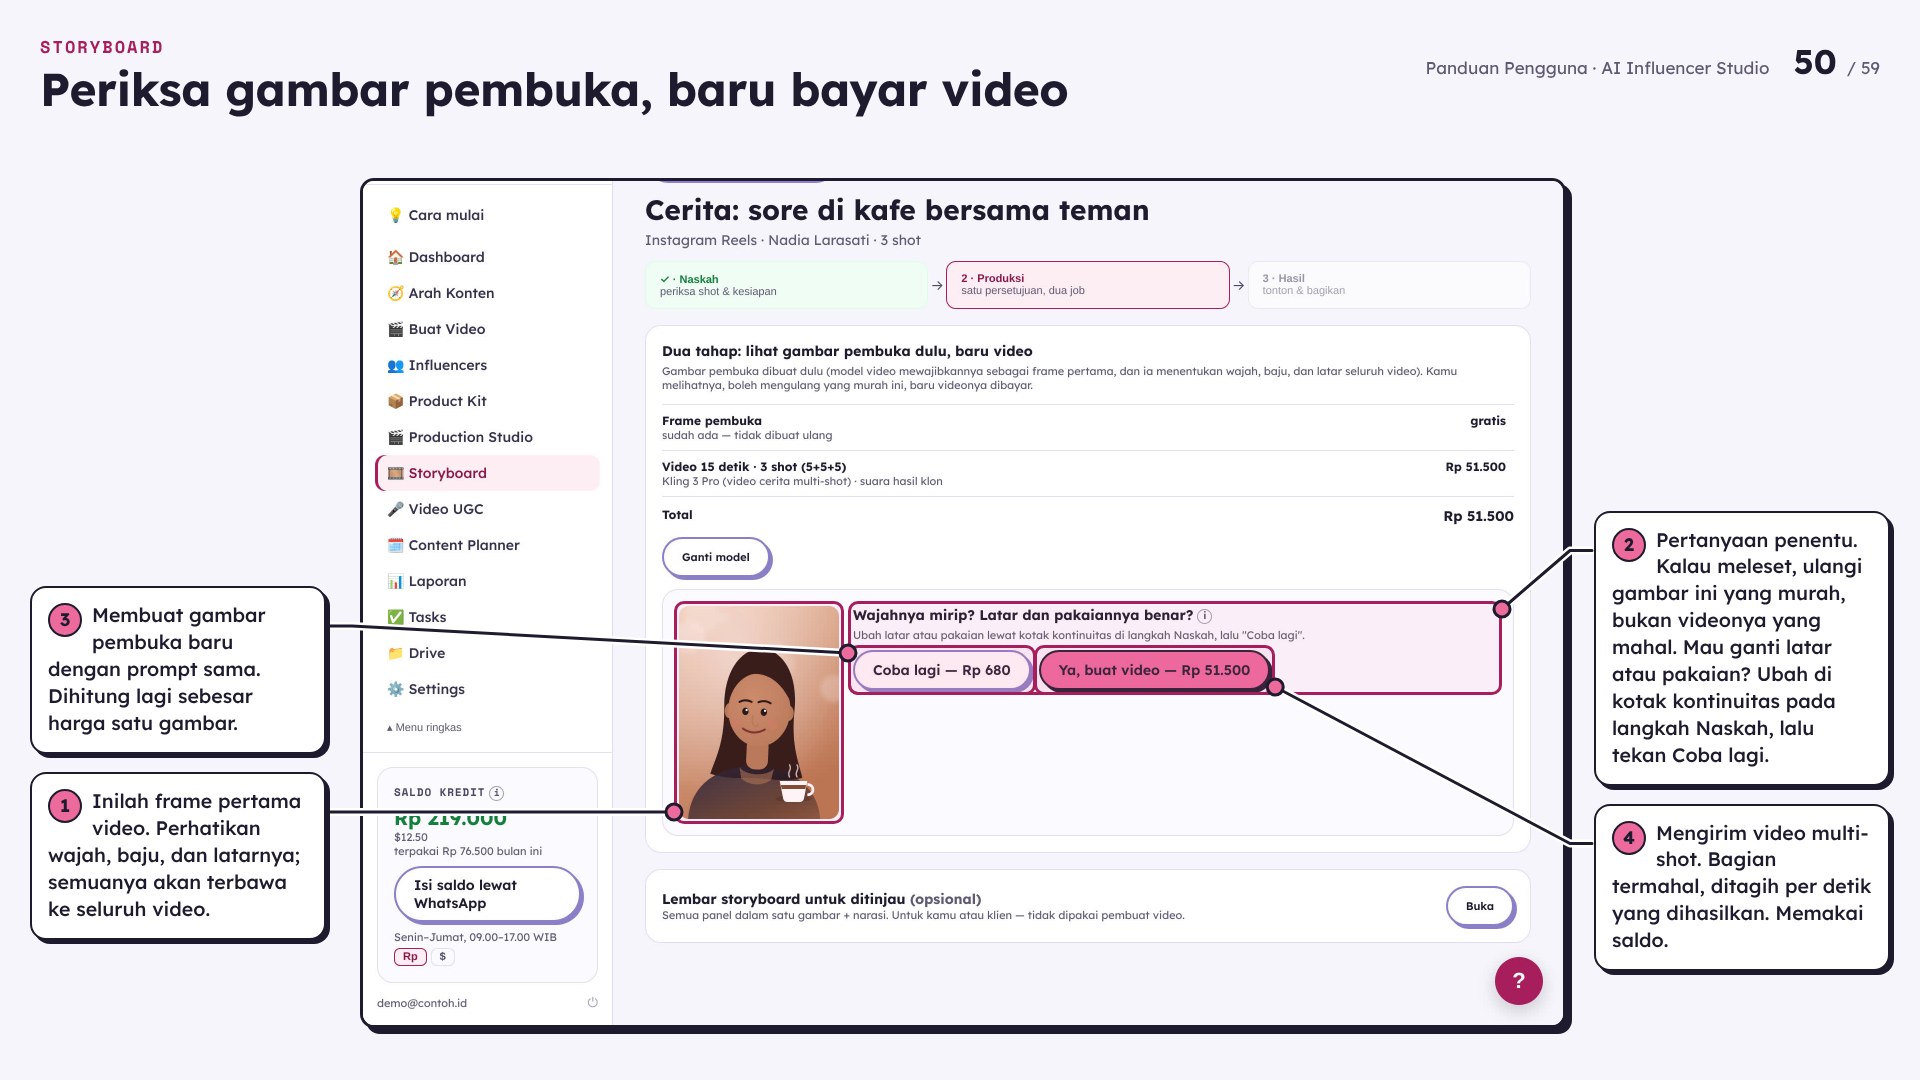 STORYBOARD
Periksa gambar pembuka, baru bayar video
Panduan Pengguna · AI Influencer Studio 50 / 59
💡 Cara mulai
🏠 Dashboard
🧭 Arah Konten
🎬 Buat Video
👥 Influencers
📦 Product Kit
🎬 Production Studio
🎞️ Storyboard
🎤 Video UGC
🗓️ Content Planner
📊 Laporan
✅ Tasks
📁 Drive
⚙️ Settings
▴ Menu ringkas
SALDO KREDIT i
Rp 219.000
$12.50
terpakai Rp 76.500 bulan ini
Isi saldo lewat
WhatsApp
Senin–Jumat, 09.00–17.00 WIB
Rp $
demo@contoh.id
Cerita: sore di kafe bersama teman
Instagram Reels · Nadia Larasati · 3 shot
✓ · Naskah
periksa shot & kesiapan
→
2 · Produksi
satu persetujuan, dua job
→
3 · Hasil
tonton & bagikan
Dua tahap: lihat gambar pembuka dulu, baru video
Gambar pembuka dibuat dulu (model video mewajibkannya sebagai frame pertama, dan ia menentukan wajah, baju, dan latar seluruh video). Kamu
melihatnya, boleh mengulang yang murah ini, baru videonya dibayar.
Frame pembuka gratis
sudah ada — tidak dibuat ulang
Video 15 detik · 3 shot (5+5+5) Rp 51.500
Kling 3 Pro (video cerita multi-shot) · suara hasil klon
Total Rp 51.500
Ganti model
Wajahnya mirip? Latar dan pakaiannya benar? i
Ubah latar atau pakaian lewat kotak kontinuitas di langkah Naskah, lalu "Coba lagi".
Coba lagi — Rp 680 Ya, buat video — Rp 51.500
Lembar storyboard untuk ditinjau (opsional)
Semua panel dalam satu gambar + narasi. Untuk kamu atau klien — tidak dipakai pembuat video.
Buka
?
3 Membuat gambar
pembuka baru
dengan prompt sama.
Dihitung lagi sebesar
harga satu gambar.
1 Inilah frame pertama
video. Perhatikan
wajah, baju, dan latarnya;
semuanya akan terbawa
ke seluruh video.
2 Pertanyaan penentu.
Kalau meleset, ulangi
gambar ini yang murah,
bukan videonya yang
mahal. Mau ganti latar
atau pakaian? Ubah di
kotak kontinuitas pada
langkah Naskah, lalu
tekan Coba lagi.
4 Mengirim video multi-
shot. Bagian
termahal, ditagih per detik
yang dihasilkan. Memakai
saldo.